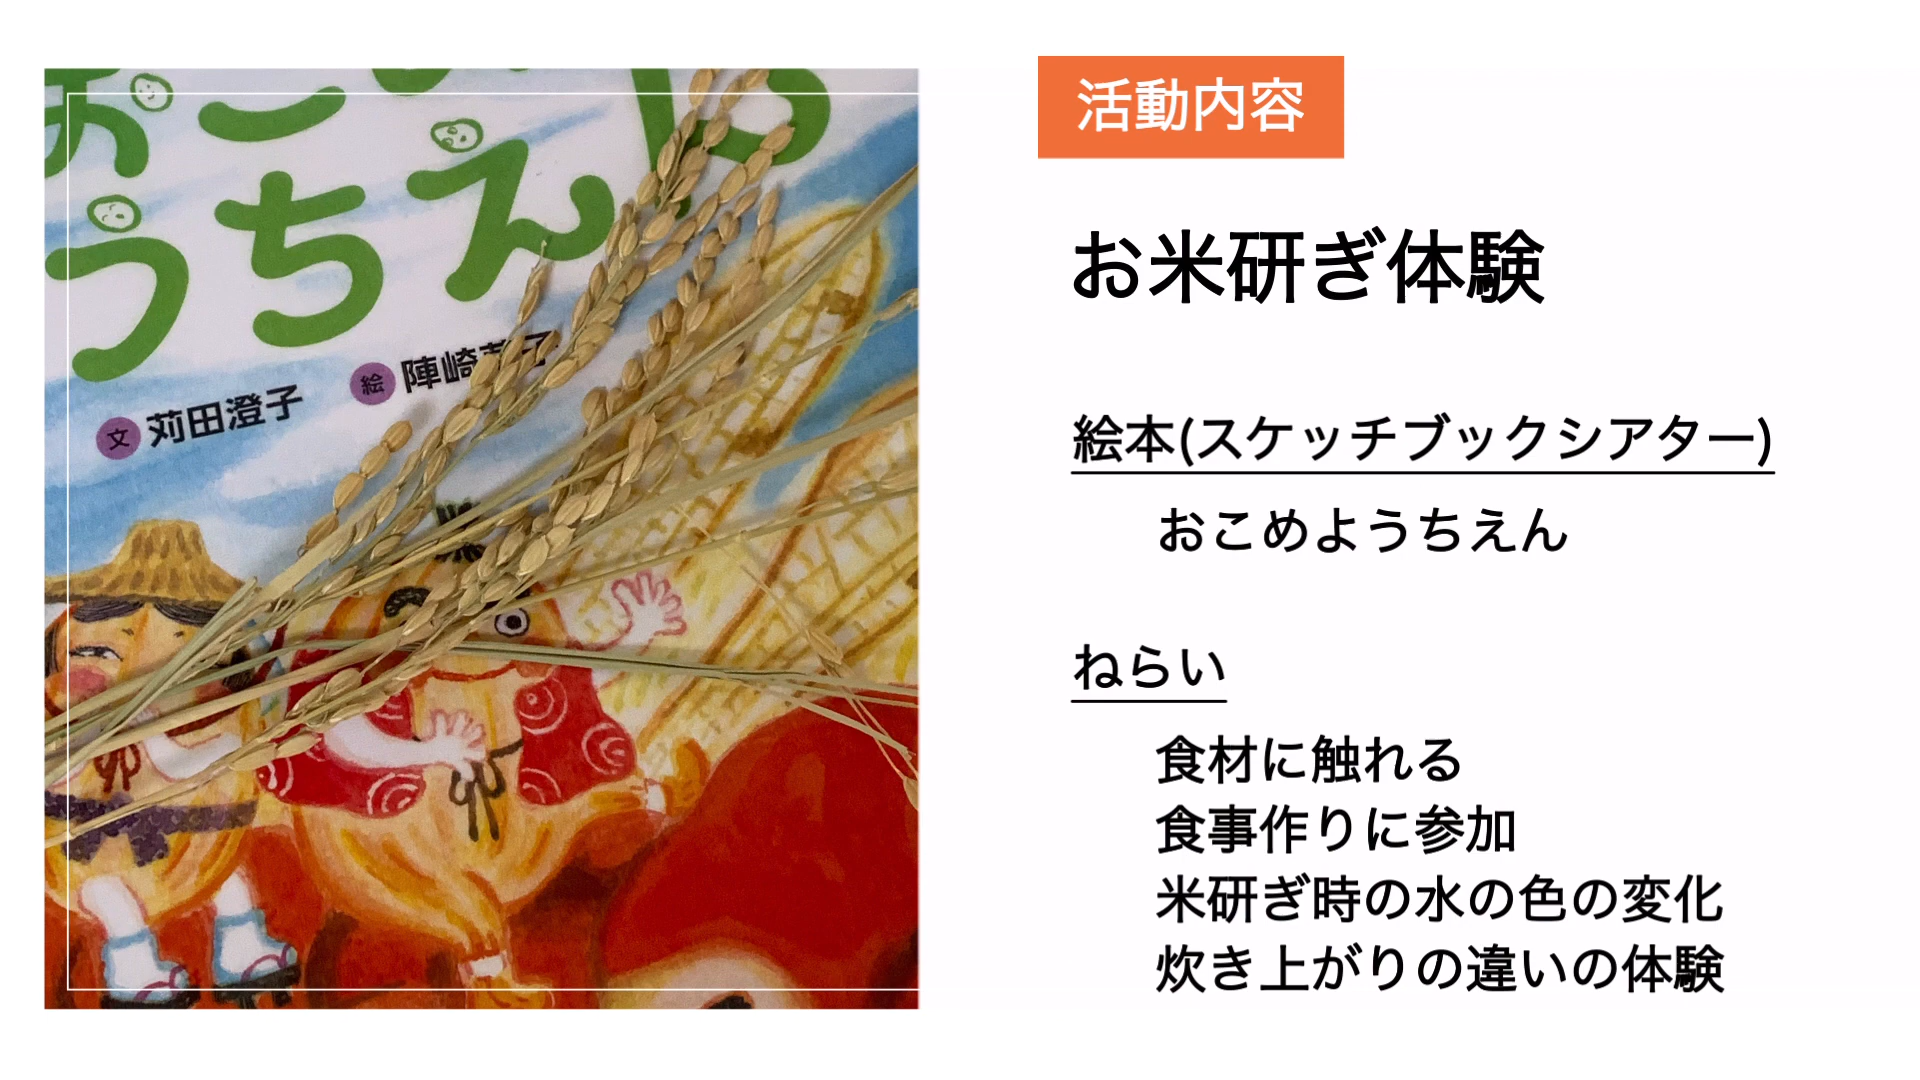 うちえん
文 苅田澄子
絵 陣崎
活動内容
お米研ぎ体験
絵本(スケッチブックシアター)
おこめようちえん
ねらい
食材に触れる
食事作りに参加
米研ぎ時の水の色の変化
炊き上がりの違いの体験